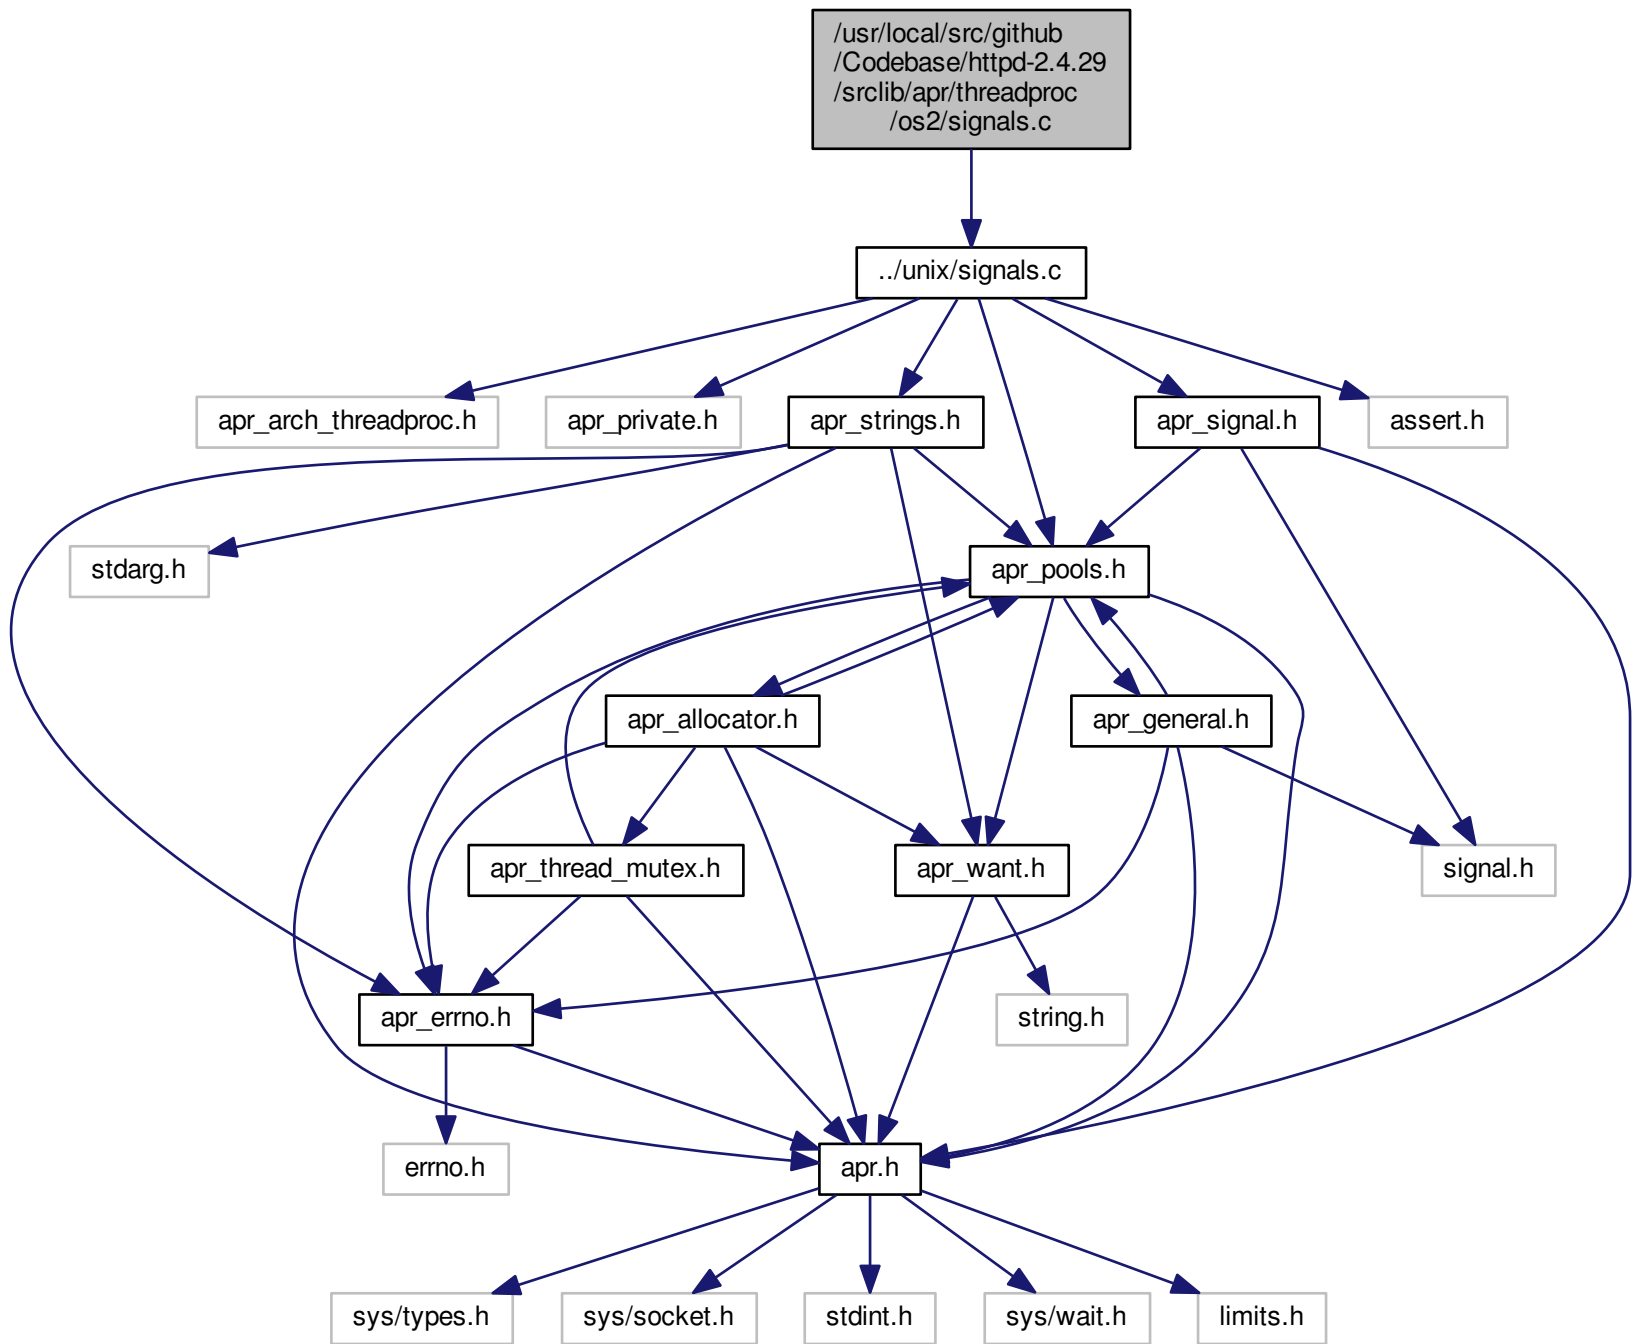 /usr/local/src/github
/Codebase/httpd-2.4.29
/srclib/apr/threadproc
/os2/signals.c
../unix/signals.c
apr_arch_threadproc.h
apr_private.h
apr_strings.h
apr_signal.h
assert.h
stdarg.h
apr_pools.h
apr_allocator.h
apr_general.h
apr_thread_mutex.h
apr_want.h
signal.h
apr_errno.h
string.h
errno.h
apr.h
sys/types.h
sys/socket.h
stdint.h
sys/wait.h
limits.h